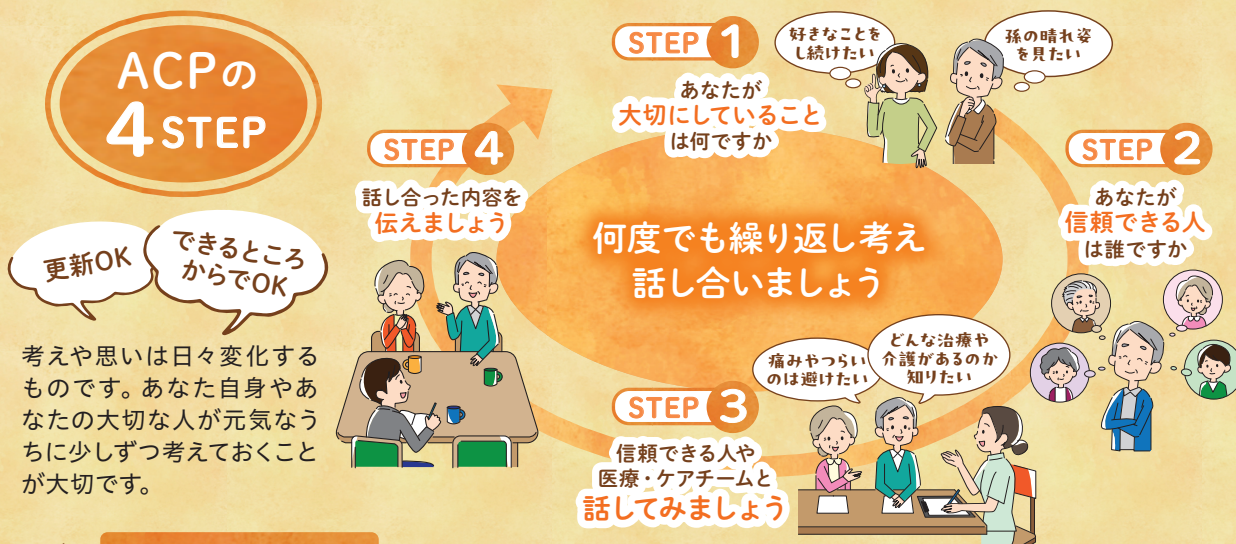 ACPの
4 STEP
更新OK
できるところ
からでOK
考えや思いは日々変化する
ものです。あなた自身やあ
なたの大切な人が元気なう
ちに少しずつ考えておくこと
が大切です。
STEP 1
あなたが
大切にしていること
は何ですか
好きなことを
し続けたい
孫の晴れ姿
を見たい
STEP 2
あなたが
信頼できる人
は誰ですか
STEP 3
信頼できる人や
医療・ケアチームと
話してみましょう
痛みやつらい
のは避けたい
どんな治療や
介護があるのか
知りたい
STEP 4
話し合った内容を
伝えましょう
何度でも繰り返し考え
話し合いましょう